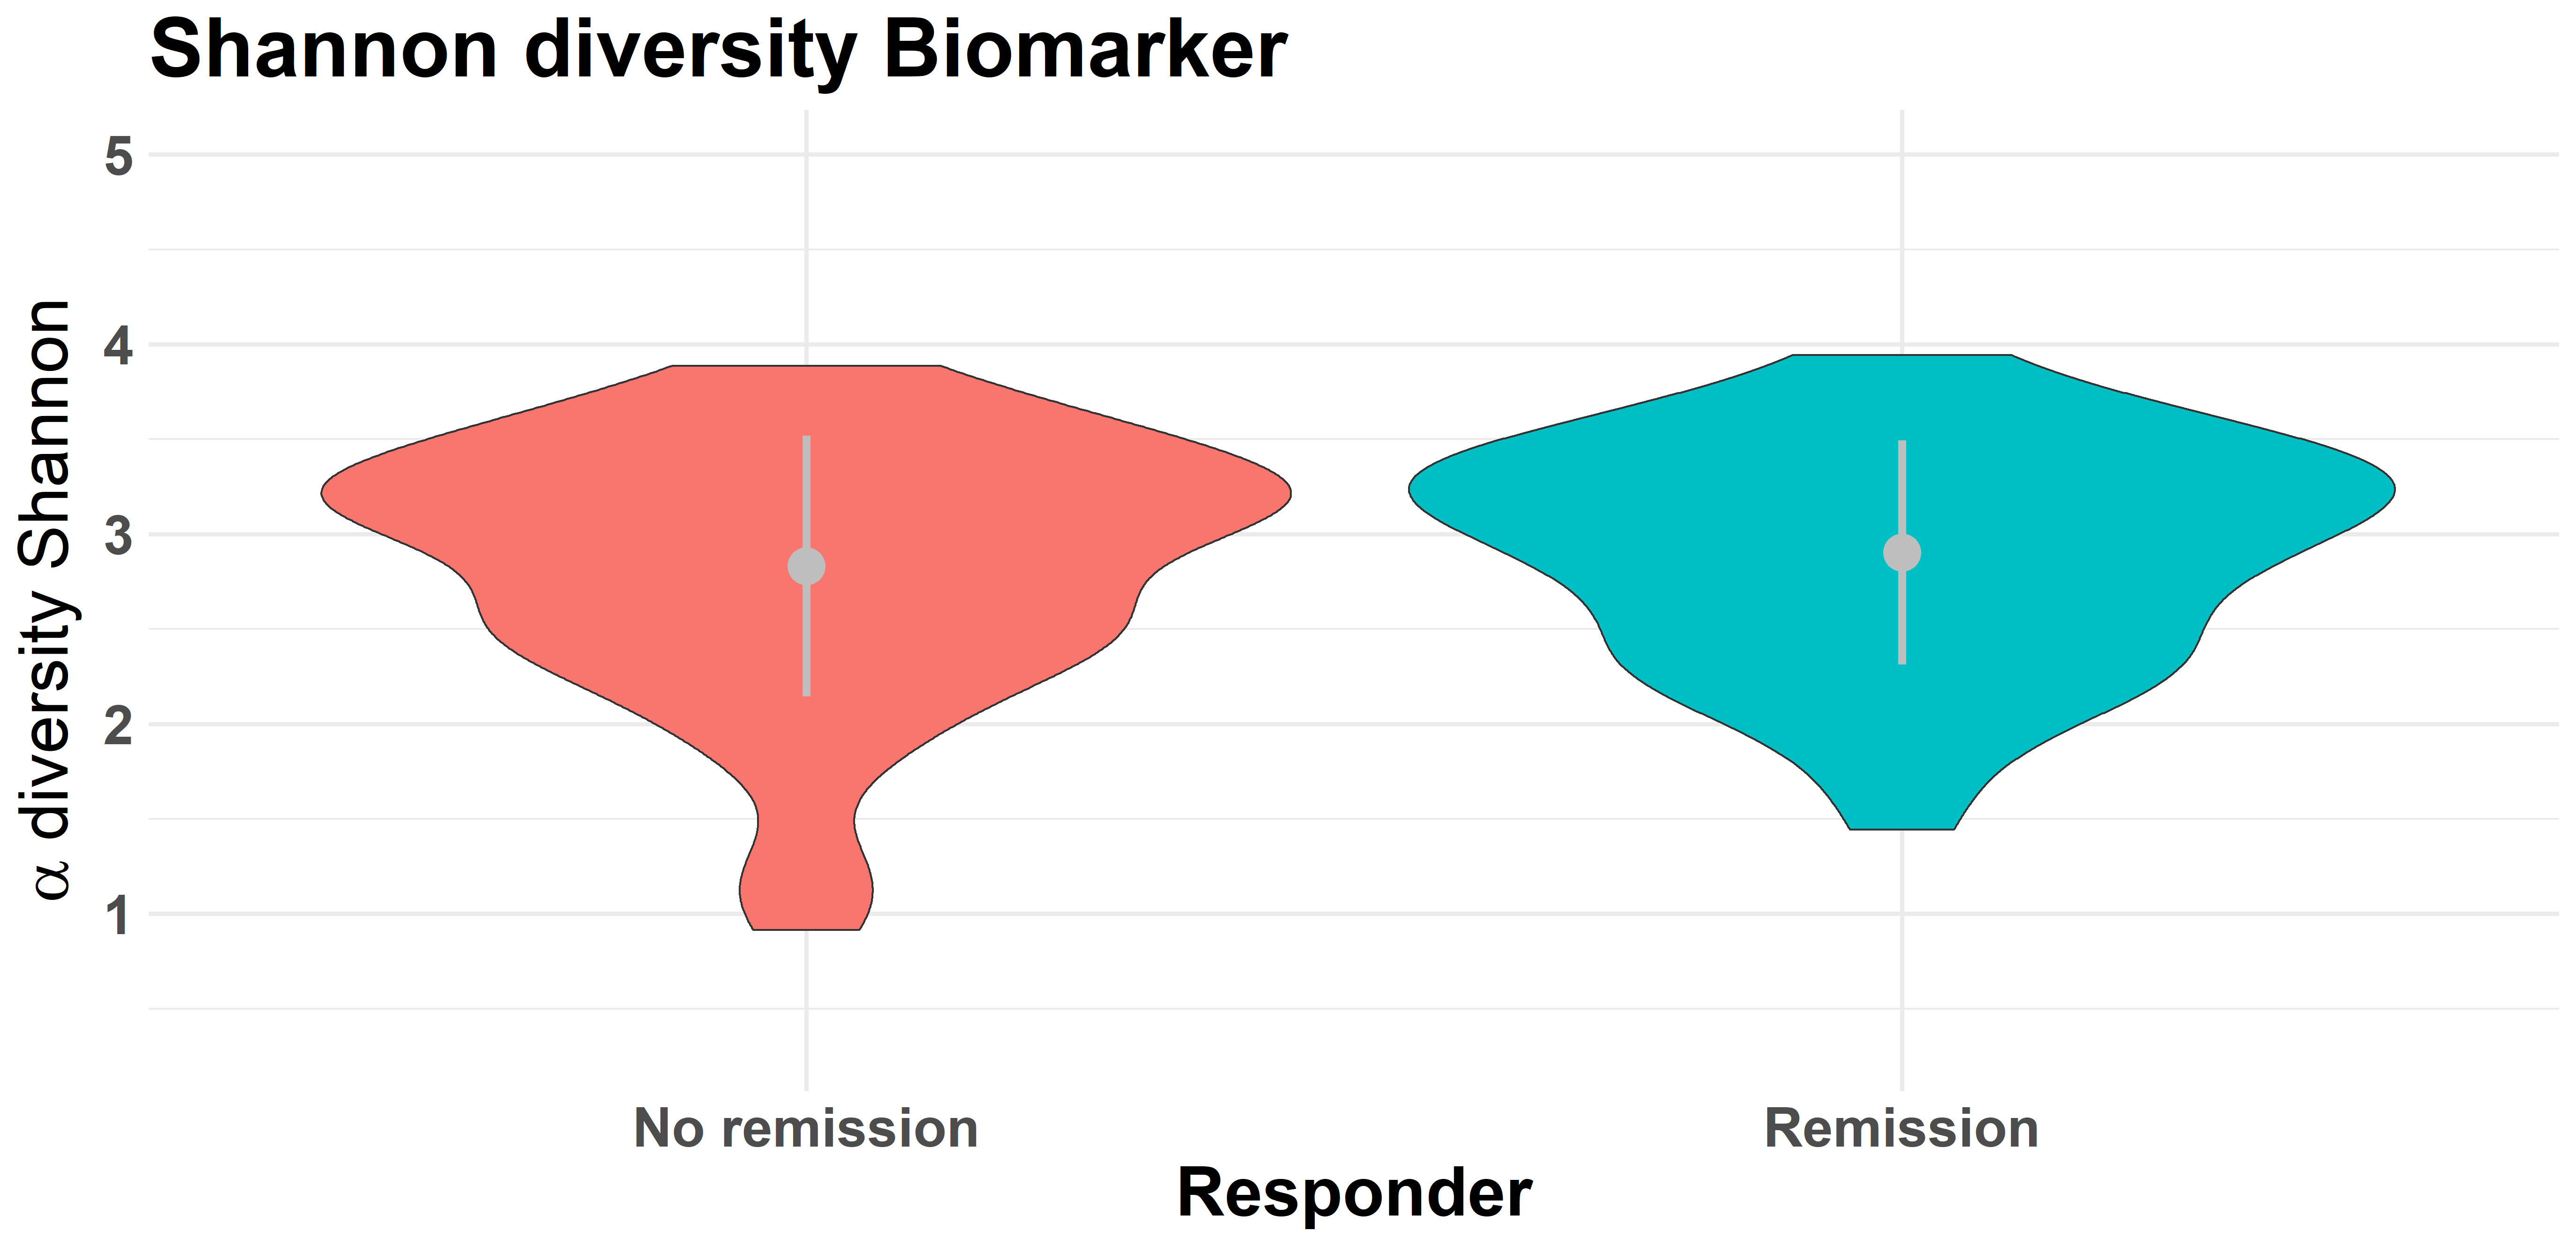 Shannon diversity Biomarker
α diversity Shannon
5
4
3
2
1
No remission
Remission
Responder